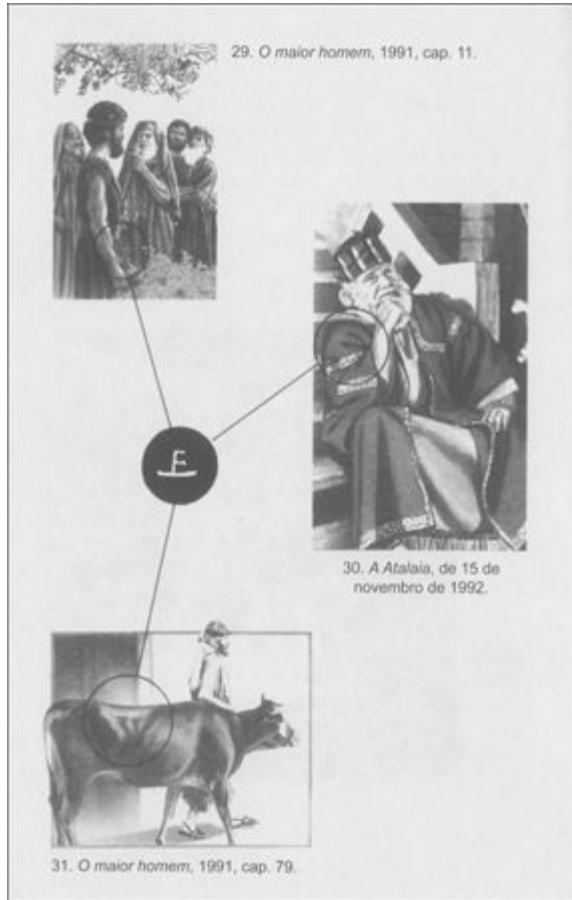 29. O maior homem, 1991, cap. 11.
30. A Atalaia, de 15 de
novembro de 1992.
31. O maior homem, 1991, cap. 79.